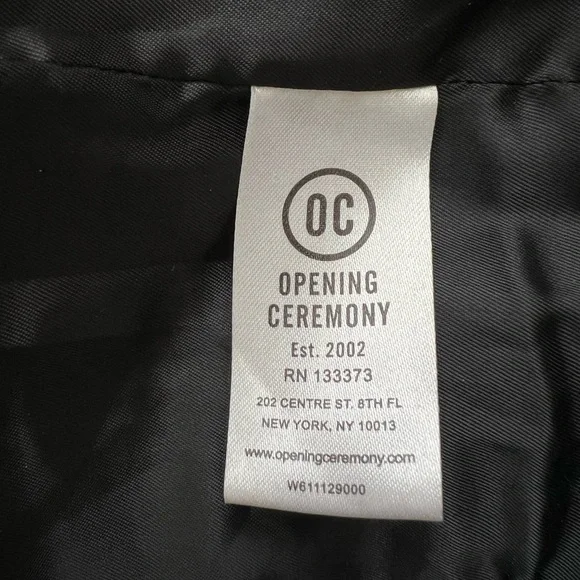 OC
OPENING
CEREMONY
Est. 2002
RN 133373
202 CENTRE ST. 8TH FL
NEW YORK, NY 10013
www.openingceremony.com
W611129000